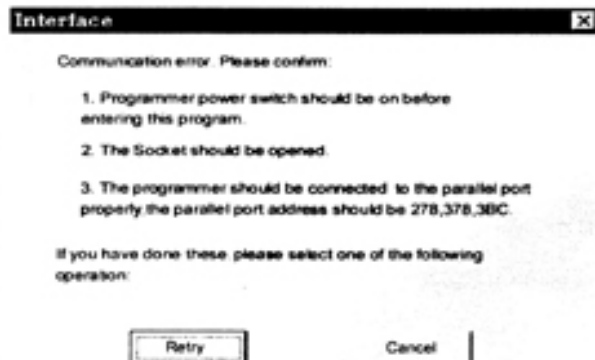 Interface
Communication error. Please confirm:
1. Programmer power switch should be on before
entering this program.
2. The Socket should be opened.
3. The programmer should be connected to the parallel port
properly.the parallel port address should be 278,378,3BC.
If you have done these please select one of the following
operation:
Retry Cancel